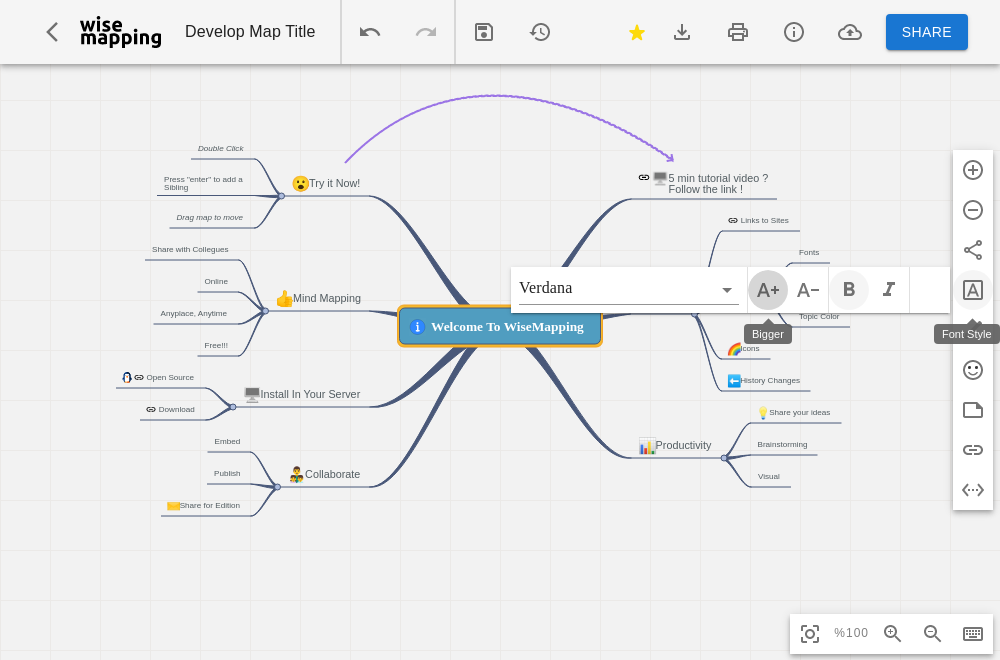 wise
mapping
Develop Map Title
SHARE
Double Click
Press "enter" to add a
Sibling
Drag map to move
Try it Now!
5 min tutorial video ?
Follow the link !
Links to Sites
Fonts
Share with Collegues
Online
Anyplace, Anytime
Free!!!
Mind Mapping
Verdana
A+
A-
B
I
A
Bigger
Font Style
Topic Color
Icons
History Changes
Welcome To WiseMapping
Open Source
Download
Install In Your Server
Share your ideas
Brainstorming
Visual
Productivity
Embed
Publish
Share for Edition
Collaborate
%100